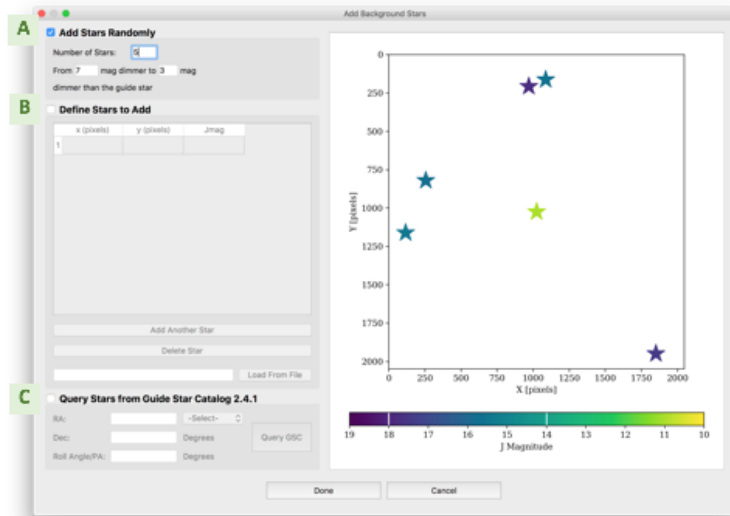 Add Background Stars
A
Add Stars Randomly
Number of Stars: 5
From 7 mag dimmer to 3 mag
dimmer than the guide star
B
Define Stars to Add
x (pixels) y (pixels) Jmag
1
Add Another Star
Delete Star
Load From File
C
Query Stars from Guide Star Catalog 2.4.1
RA: -Select-
Dec: Degrees Query GSC
Roll Angle/PA: Degrees
0
250
500
750
1000
1250
1500
1750
2000
Y [pixels]
0 250 500 750 1000 1250 1500 1750 2000
X [pixels]
19 18 17 16 15 14 13 12 11 10
J Magnitude
Done Cancel